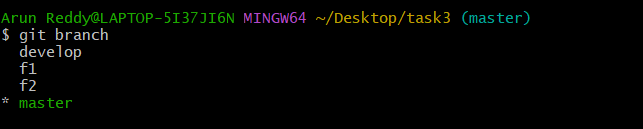 Arun Reddy@LAPTOP-5I37JI6N MINGW64 ~/Desktop/task3 (master)
$ git branch
  develop
  f1
  f2
* master